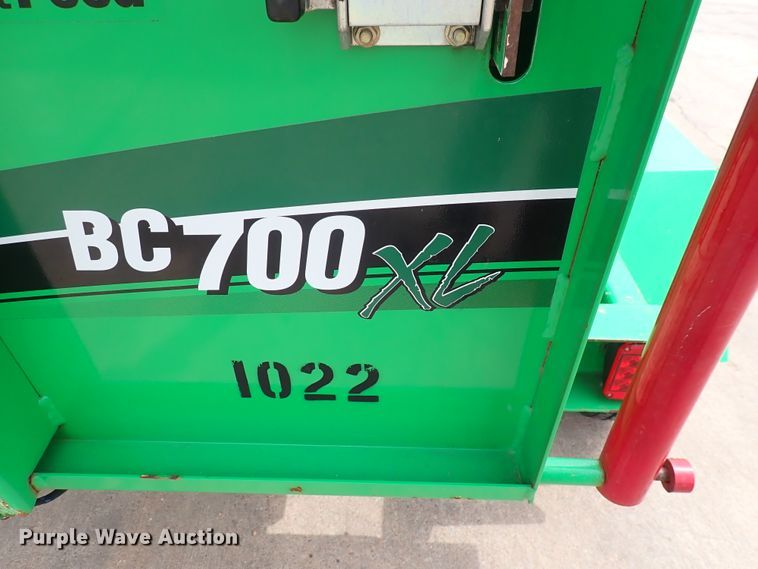 BC 700 XL
1022
Purple Wave Auction